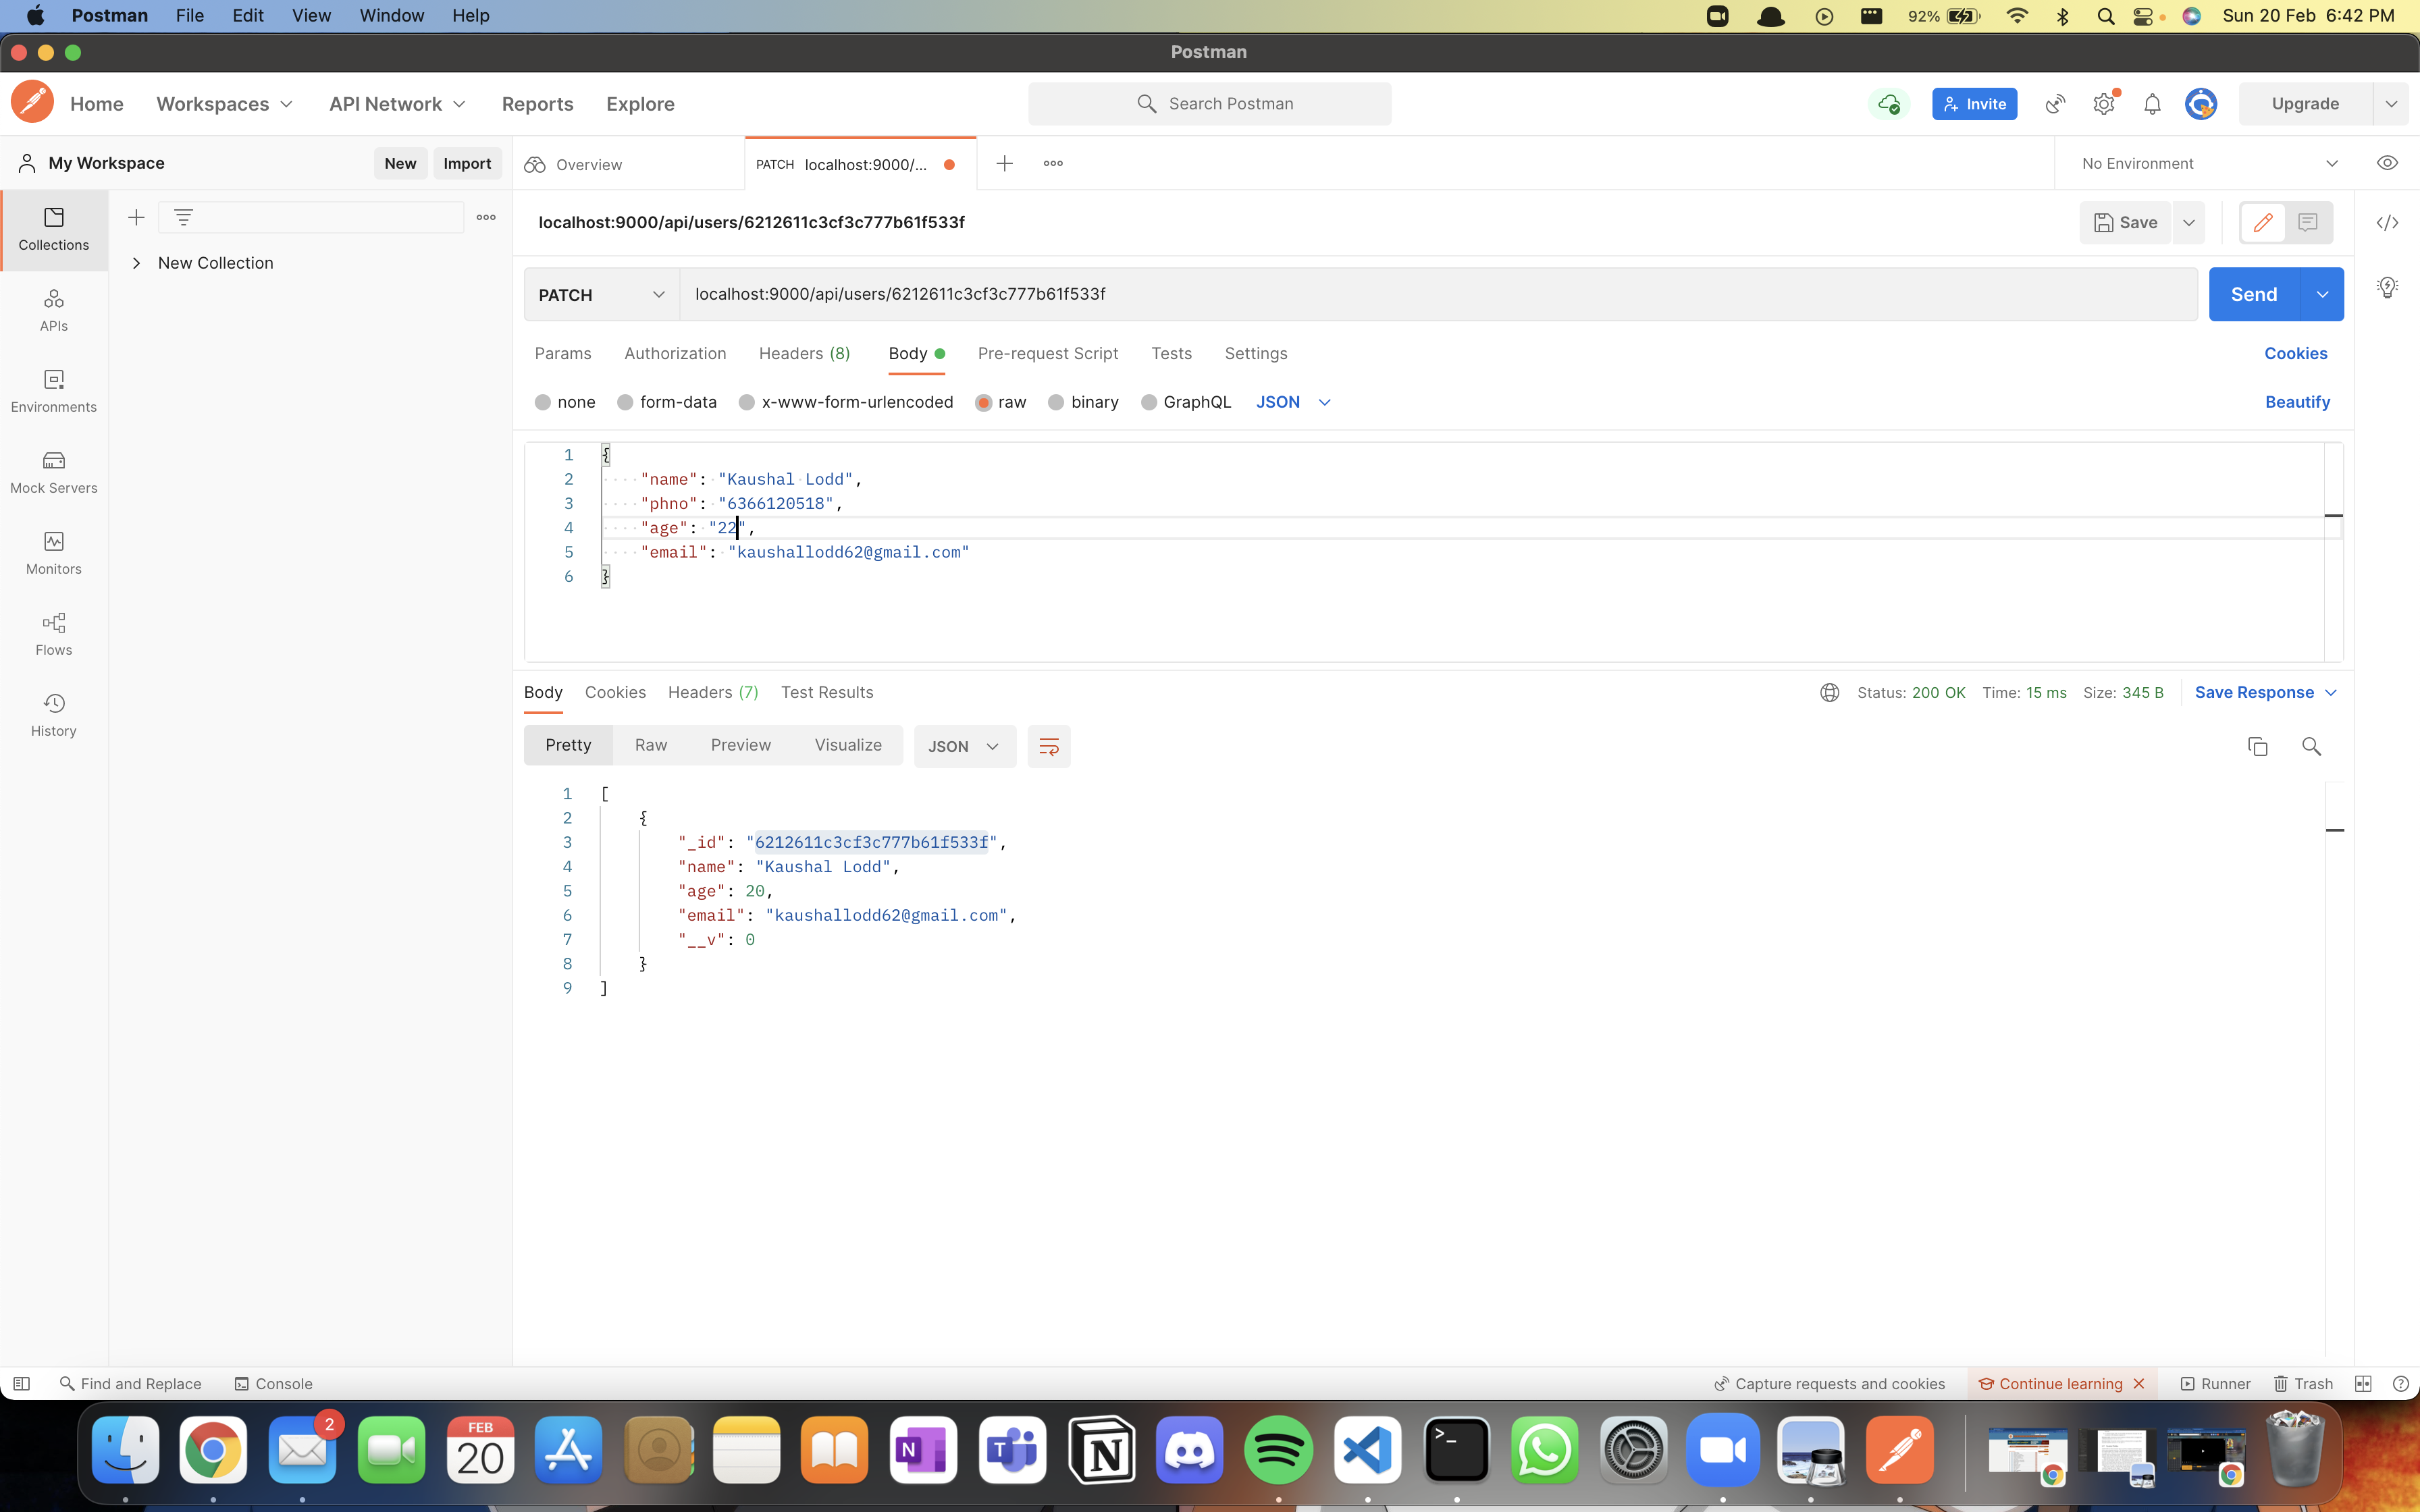 Postman File Edit View Window Help 92% Sun 20 Feb 6:42 PM
Postman
Home Workspaces API Network Reports Explore Search Postman Invite Upgrade
My Workspace New Import Overview PATCH localhost:9000/... No Environment
Collections
APIs
Environments
Mock Servers
Monitors
Flows
History
New Collection
localhost:9000/api/users/6212611c3cf3c777b61f533f Save
PATCH localhost:9000/api/users/6212611c3cf3c777b61f533f Send
Params Authorization Headers (8) Body Pre-request Script Tests Settings Cookies
none form-data x-www-form-urlencoded raw binary GraphQL JSON Beautify
1 {
2 "name": "Kaushal Lodd",
3 "phno": "6366120518",
4 "age": "22",
5 "email": "kaushallodd62@gmail.com"
6 }
Body Cookies Headers (7) Test Results Status: 200 OK Time: 15 ms Size: 345 B Save Response
Pretty Raw Preview Visualize JSON
1 [
2 {
3 "_id": "6212611c3cf3c777b61f533f",
4 "name": "Kaushal Lodd",
5 "age": 20,
6 "email": "kaushallodd62@gmail.com",
7 "__v": 0
8 }
9 ]
Find and Replace Console Capture requests and cookies Continue learning Runner Trash
2
FEB
20
N
T
N
>_